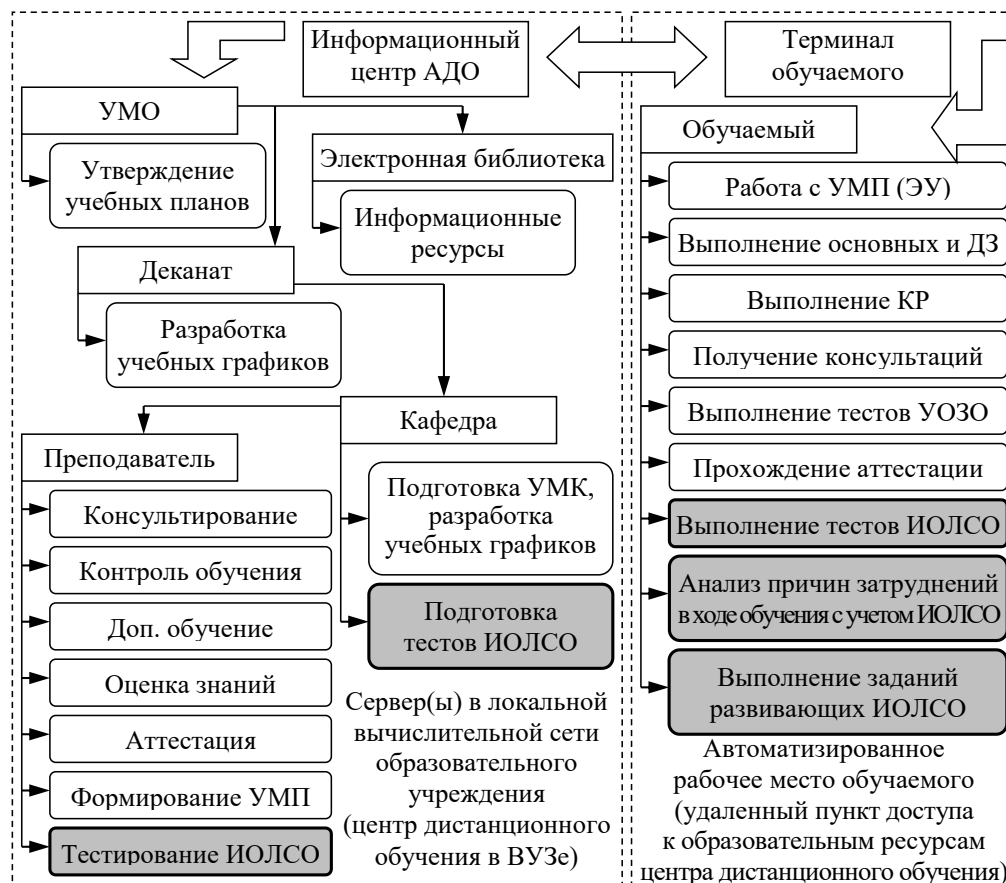 Информационный
центр АДО
УМО
Утверждение
учебных планов
Электронная библиотека
Информационные
ресурсы
Деканат
Разработка
учебных графиков
Кафедра
Подготовка УМК,
разработка
учебных графиков
Подготовка
тестов ИОЛСО
Преподаватель
Консультирование
Контроль обучения
Доп. обучение
Оценка знаний
Аттестация
Формирование УМП
Тестирование ИОЛСО
Сервер(ы) в локальной
вычислительной сети
образовательного
учреждения
(центр дистанционного
обучения в ВУЗе)
Терминал
обучаемого
Обучаемый
Работа с УМП (ЭУ)
Выполнение основных и ДЗ
Выполнение КР
Получение консультаций
Выполнение тестов УОЗО
Прохождение аттестации
Выполнение тестов ИОЛСО
Анализ причин затруднений
в ходе обучения с учетом ИОЛСО
Выполнение заданий
развивающих ИОЛСО
Автоматизированное
рабочее место обучаемого
(удаленный пункт доступа
к образовательным ресурсам
центра дистанционного обучения)